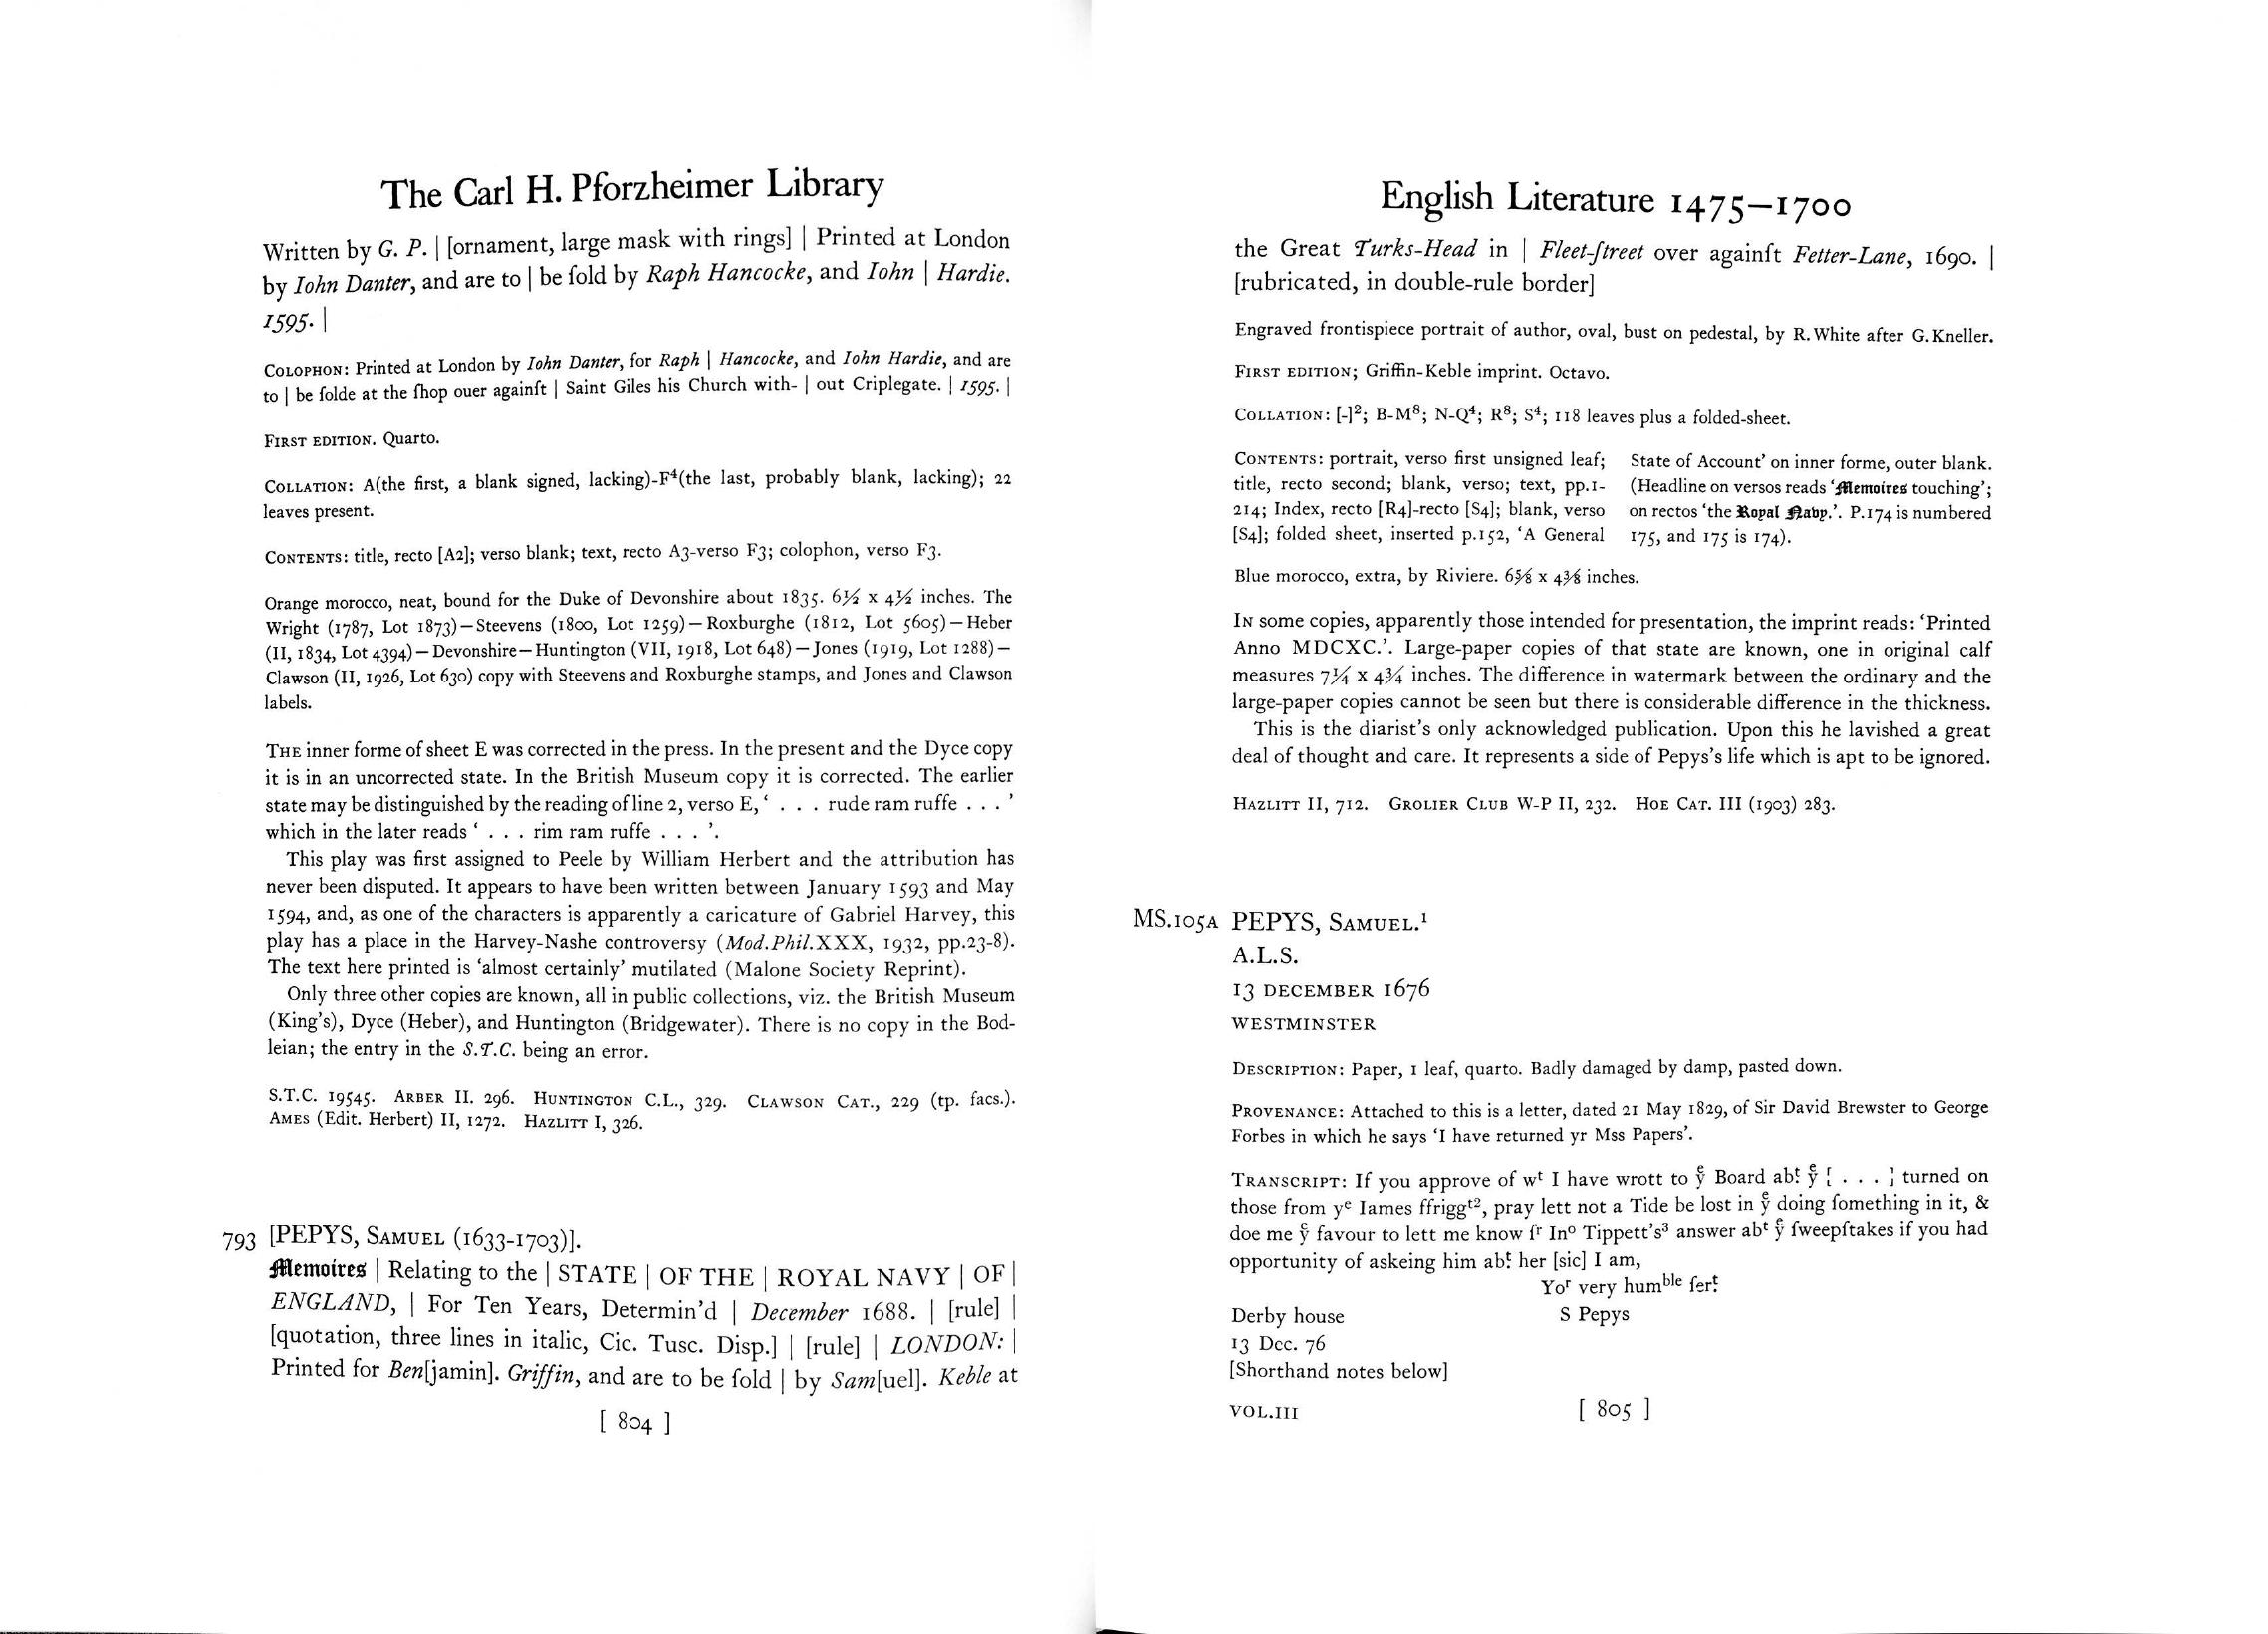 The Carl H. Pforzheimer Library
Written by G. P. | [ornament, large mask with rings] | Printed at London
by Iohn Danter, and are to | be ſold by Raph Hancocke, and Iohn | Hardie.
1595. |
COLOPHON: Printed at London by Iohn Danter, for Raph | Hancocke, and Iohn Hardie, and are
to | be ſolde at the ſhop ouer againſt | Saint Giles his Church with- | out Criplegate. | 1595. |
FIRST EDITION. Quarto.
COLLATION: A(the first, a blank signed, lacking)-F⁴(the last, probably blank, lacking); 22
leaves present.
CONTENTS: title, recto [A2]; verso blank; text, recto A3-verso F3; colophon, verso F3.
Orange morocco, neat, bound for the Duke of Devonshire about 1835. 6½ x 4½ inches. The
Wright (1787, Lot 1873)—Steevens (1800, Lot 1259)—Roxburghe (1812, Lot 5605)—Heber
(II, 1834, Lot 4394)—Devonshire—Huntington (VII, 1918, Lot 648)—Jones (1919, Lot 1288)—
Clawson (II, 1926, Lot 630) copy with Steevens and Roxburghe stamps, and Jones and Clawson
labels.
THE inner forme of sheet E was corrected in the press. In the present and the Dyce copy
it is in an uncorrected state. In the British Museum copy it is corrected. The earlier
state may be distinguished by the reading of line 2, verso E, ‘ . . . rude ram ruffe . . . ’
which in the later reads ‘ . . . rim ram ruffe . . . ’.
This play was first assigned to Peele by William Herbert and the attribution has
never been disputed. It appears to have been written between January 1593 and May
1594, and, as one of the characters is apparently a caricature of Gabriel Harvey, this
play has a place in the Harvey-Nashe controversy (Mod.Phil.XXX, 1932, pp.23-8).
The text here printed is ‘almost certainly’ mutilated (Malone Society Reprint).
Only three other copies are known, all in public collections, viz. the British Museum
(King's), Dyce (Heber), and Huntington (Bridgewater). There is no copy in the Bod-
leian; the entry in the S.T.C. being an error.
S.T.C. 19545. ARBER II. 296. HUNTINGTON C.L., 329. CLAWSON CAT., 229 (tp. facs.).
AMES (Edit. Herbert) II, 1272. HAZLITT I, 326.
793 [PEPYS, SAMUEL (1633-1703)].
Memoires | Relating to the | STATE | OF THE | ROYAL NAVY | OF |
ENGLAND, | For Ten Years, Determin'd | December 1688. | [rule] |
[quotation, three lines in italic, Cic. Tusc. Disp.] | [rule] | LONDON: |
Printed for Ben[jamin]. Griffin, and are to be ſold | by Sam[uel]. Keble at
[ 804 ]
English Literature 1475—1700
the Great Turks-Head in | Fleet-ſtreet over againſt Fetter-Lane, 1690. |
[rubricated, in double-rule border]
Engraved frontispiece portrait of author, oval, bust on pedestal, by R. White after G. Kneller.
FIRST EDITION; Griffin-Keble imprint. Octavo.
COLLATION: [-]²; B-M⁸; N-Q⁴; R⁸; S⁴; 118 leaves plus a folded-sheet.
CONTENTS: portrait, verso first unsigned leaf;
title, recto second; blank, verso; text, pp.1-
214; Index, recto [R4]-recto [S4]; blank, verso
[S4]; folded sheet, inserted p.152, ‘A General
State of Account’ on inner forme, outer blank.
(Headline on versos reads ‘Memoires touching’;
on rectos ‘the Royal Navy.’. P.174 is numbered
175, and 175 is 174).
Blue morocco, extra, by Riviere. 6⅝ x 4⅜ inches.
IN some copies, apparently those intended for presentation, the imprint reads: ‘Printed
Anno MDCXC.’. Large-paper copies of that state are known, one in original calf
measures 7¼ x 4¾ inches. The difference in watermark between the ordinary and the
large-paper copies cannot be seen but there is considerable difference in the thickness.
This is the diarist's only acknowledged publication. Upon this he lavished a great
deal of thought and care. It represents a side of Pepys's life which is apt to be ignored.
HAZLITT II, 712. GROLIER CLUB W-P II, 232. HOE CAT. III (1903) 283.
MS.105A PEPYS, SAMUEL.¹
A.L.S.
13 DECEMBER 1676
WESTMINSTER
DESCRIPTION: Paper, 1 leaf, quarto. Badly damaged by damp, pasted down.
PROVENANCE: Attached to this is a letter, dated 21 May 1829, of Sir David Brewster to George
Forbes in which he says ‘I have returned yr Mss Papers’.
TRANSCRIPT: If you approve of wᵗ I have wrott to yͤ Board abᵗ. yͤ [ . . . ] turned on
those from yᵉ Iames ffriggᵗ², pray lett not a Tide be lost in yͤ doing ſomething in it, &
doe me yͤ favour to lett me know ſʳ Inᵒ Tippett's³ answer abᵗ yͤ ſweepſtakes if you had
opportunity of askeing him abᵗ. her [sic] I am,
Yoʳ very humᵇˡᵉ ſerᵗ.
Derby house S Pepys
13 Dec. 76
[Shorthand notes below]
VOL.III [ 805 ]